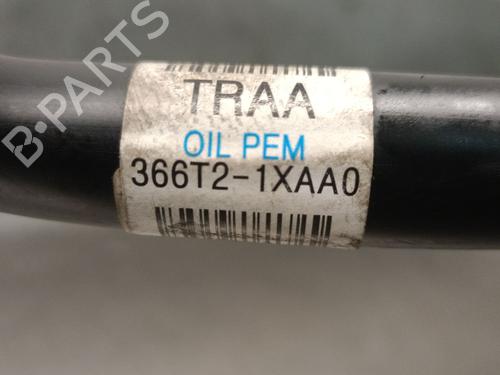 B-PARTS
TRAA
OIL PEM
366T2-1XAA0